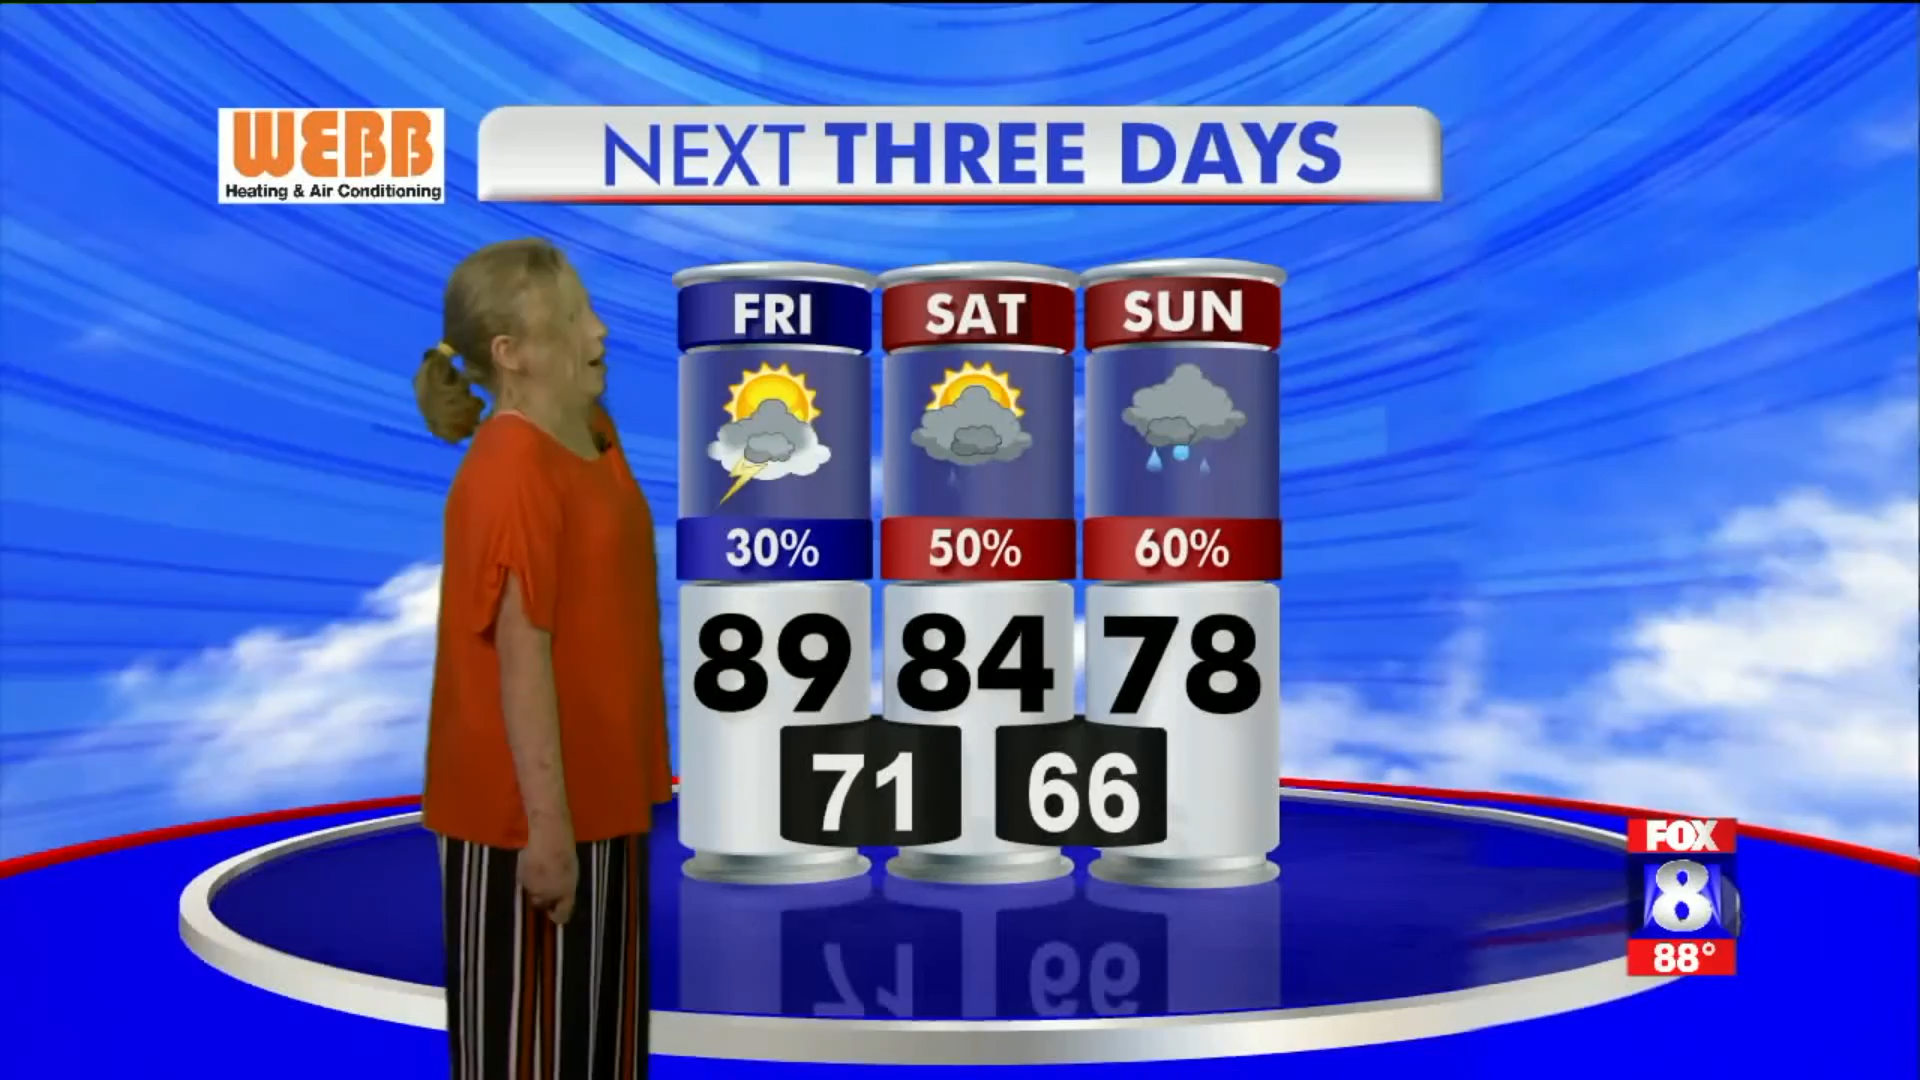 WEBB
Heating & Air Conditioning
NEXT THREE DAYS
FRI SAT SUN
30% 50% 60%
89 84 78
71 66
FOX
8
88°